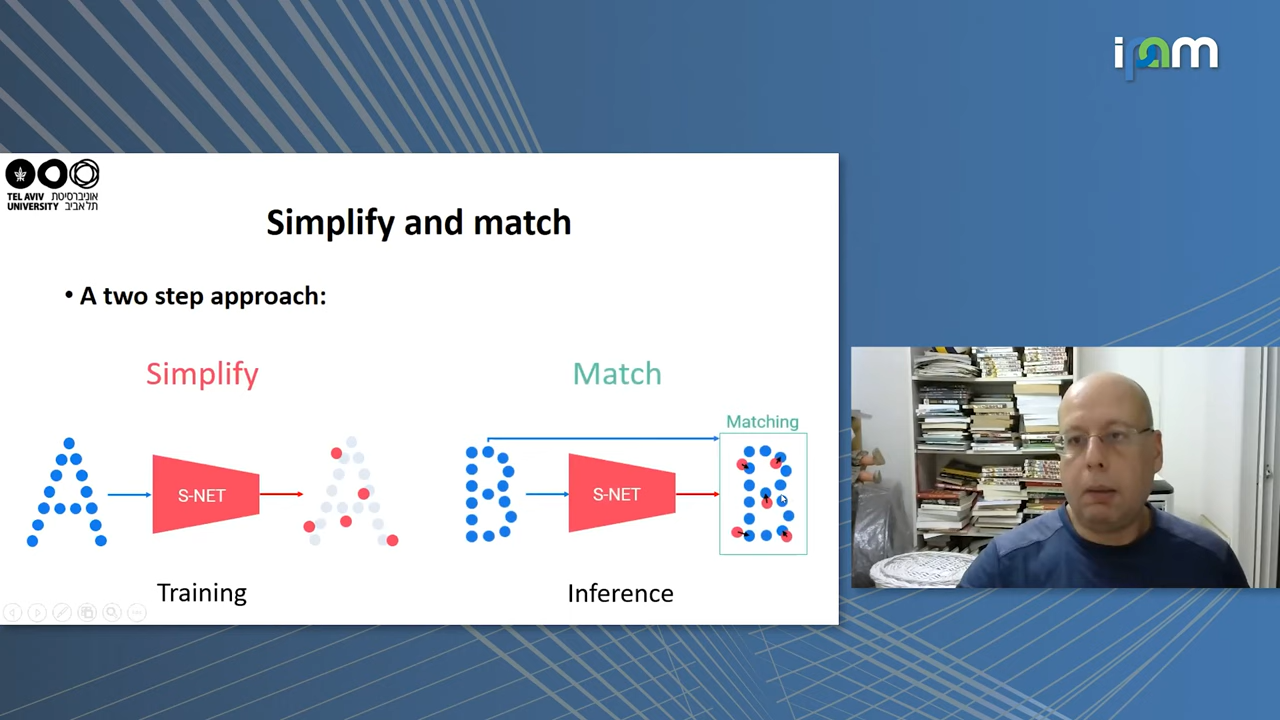 ipam
TEL AVIV אוניברסיטת
UNIVERSITY תל אביב
Simplify and match
• A two step approach:
Simplify
Match
Matching
S-NET
S-NET
Training
Inference